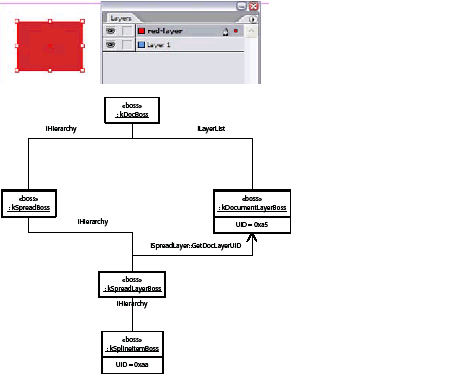 Layers
red-layer
Layer 1
«boss»
: kDocBoss
IHierarchy
ILayerList
«boss»
: kSpreadBoss
«boss»
: kDocumentLayerBoss
UID = 0xa5
IHierarchy
ISpreadLayer::GetDocLayerUID
«boss»
: kSpreadLayerBoss
IHierarchy
«boss»
: kSplineItemBoss
UID = 0xaa